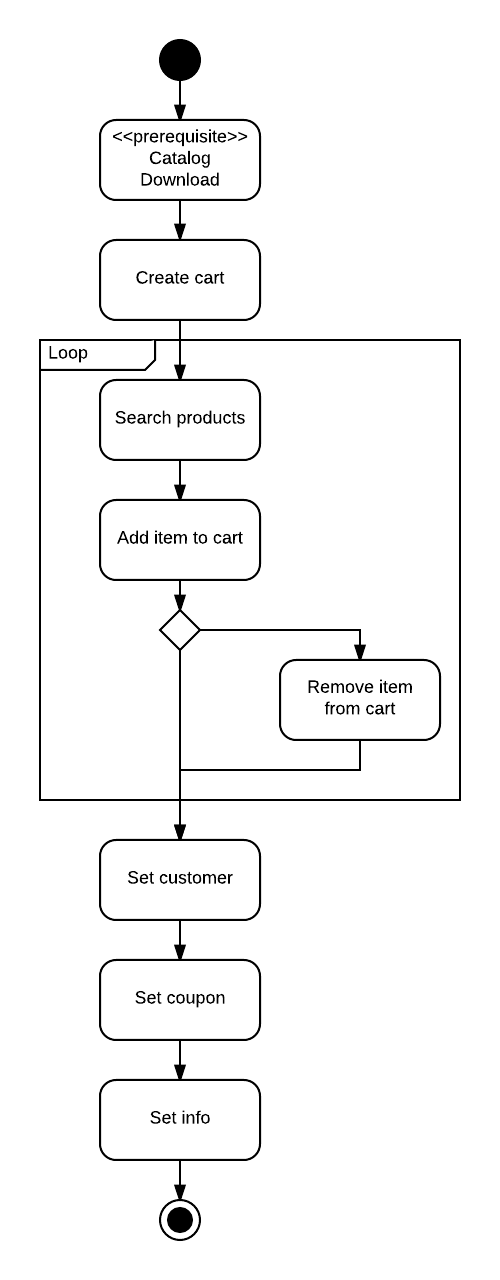 <<prerequisite>>
Catalog
Download
Create cart
Loop
Search products
Add item to cart
Remove item
from cart
Set customer
Set coupon
Set info